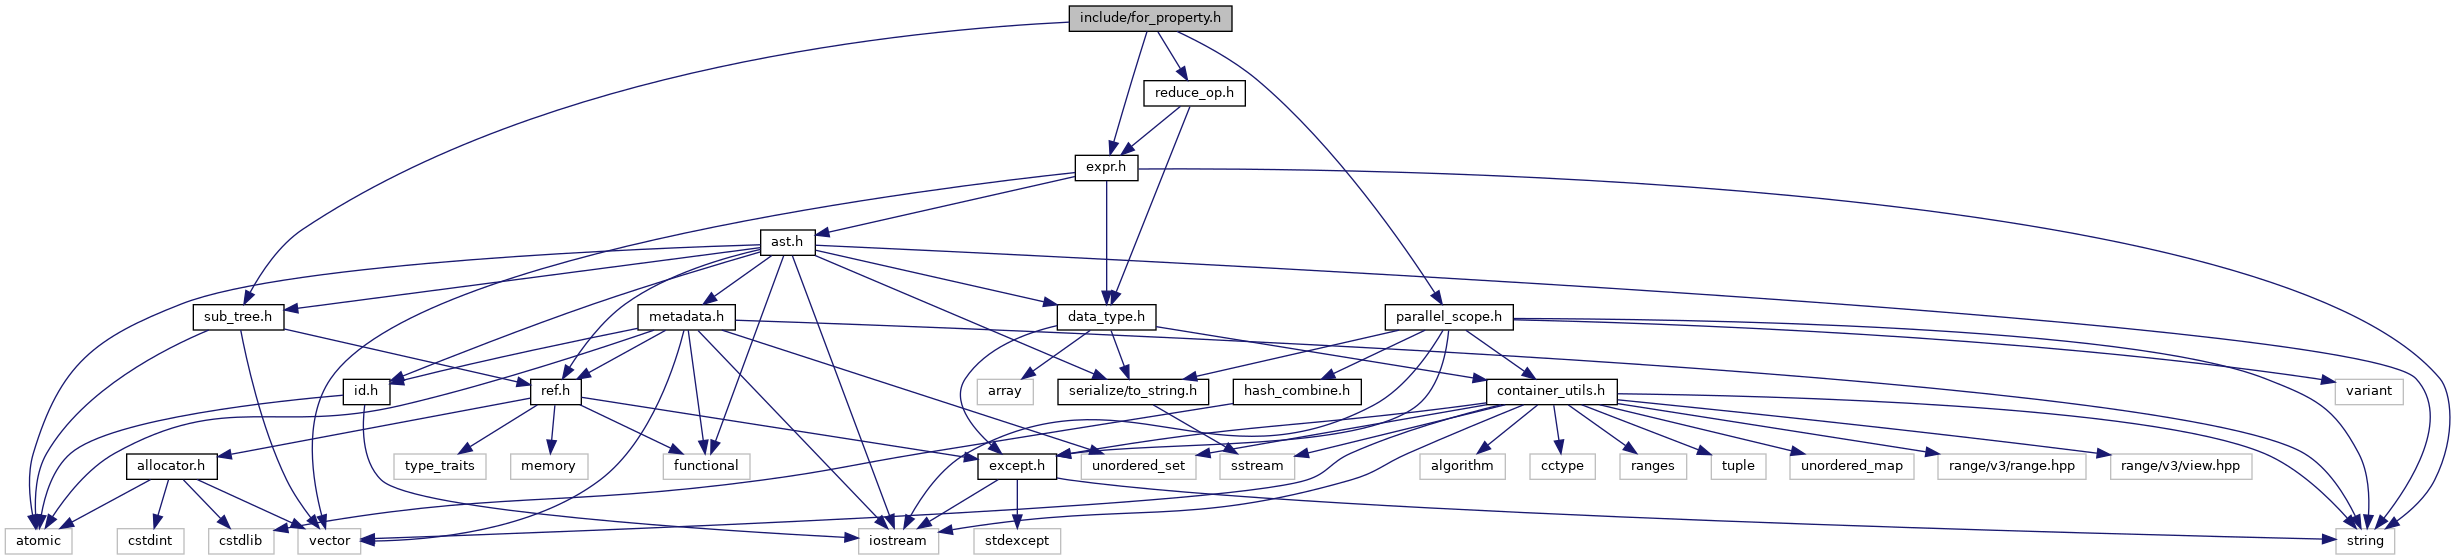 include/for_property.h
reduce_op.h
expr.h
ast.h
sub_tree.h
metadata.h
data_type.h
parallel_scope.h
id.h
ref.h
array
serialize/to_string.h
hash_combine.h
container_utils.h
variant
allocator.h
type_traits
memory
functional
except.h
unordered_set
sstream
algorithm
cctype
ranges
tuple
unordered_map
range/v3/range.hpp
range/v3/view.hpp
atomic
cstdint
cstdlib
vector
iostream
stdexcept
string